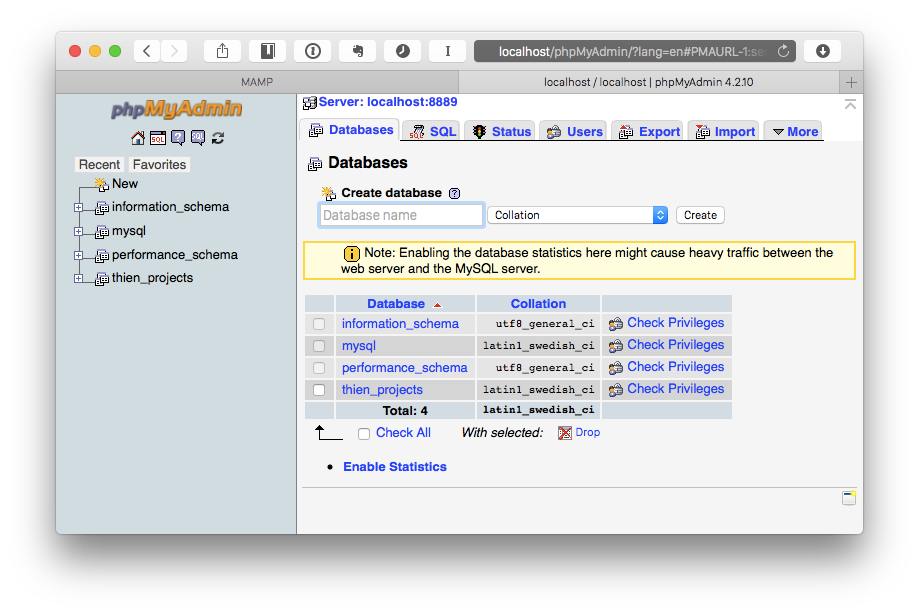 localhost/phpMyAdmin/?lang=en#PMAURL-1:se
MAMP
localhost / localhost | phpMyAdmin 4.2.10
phpMyAdmin
SQL
Recent Favorites
New
information_schema
mysql
performance_schema
thien_projects
Server: localhost:8889
Databases SQL Status Users Export Import More
Databases
Create database
Database name Collation Create
Note: Enabling the database statistics here might cause heavy traffic between the
web server and the MySQL server.
Database Collation
information_schema utf8_general_ci Check Privileges
mysql latin1_swedish_ci Check Privileges
performance_schema utf8_general_ci Check Privileges
thien_projects latin1_swedish_ci Check Privileges
Total: 4 latin1_swedish_ci
Check All With selected: Drop
• Enable Statistics